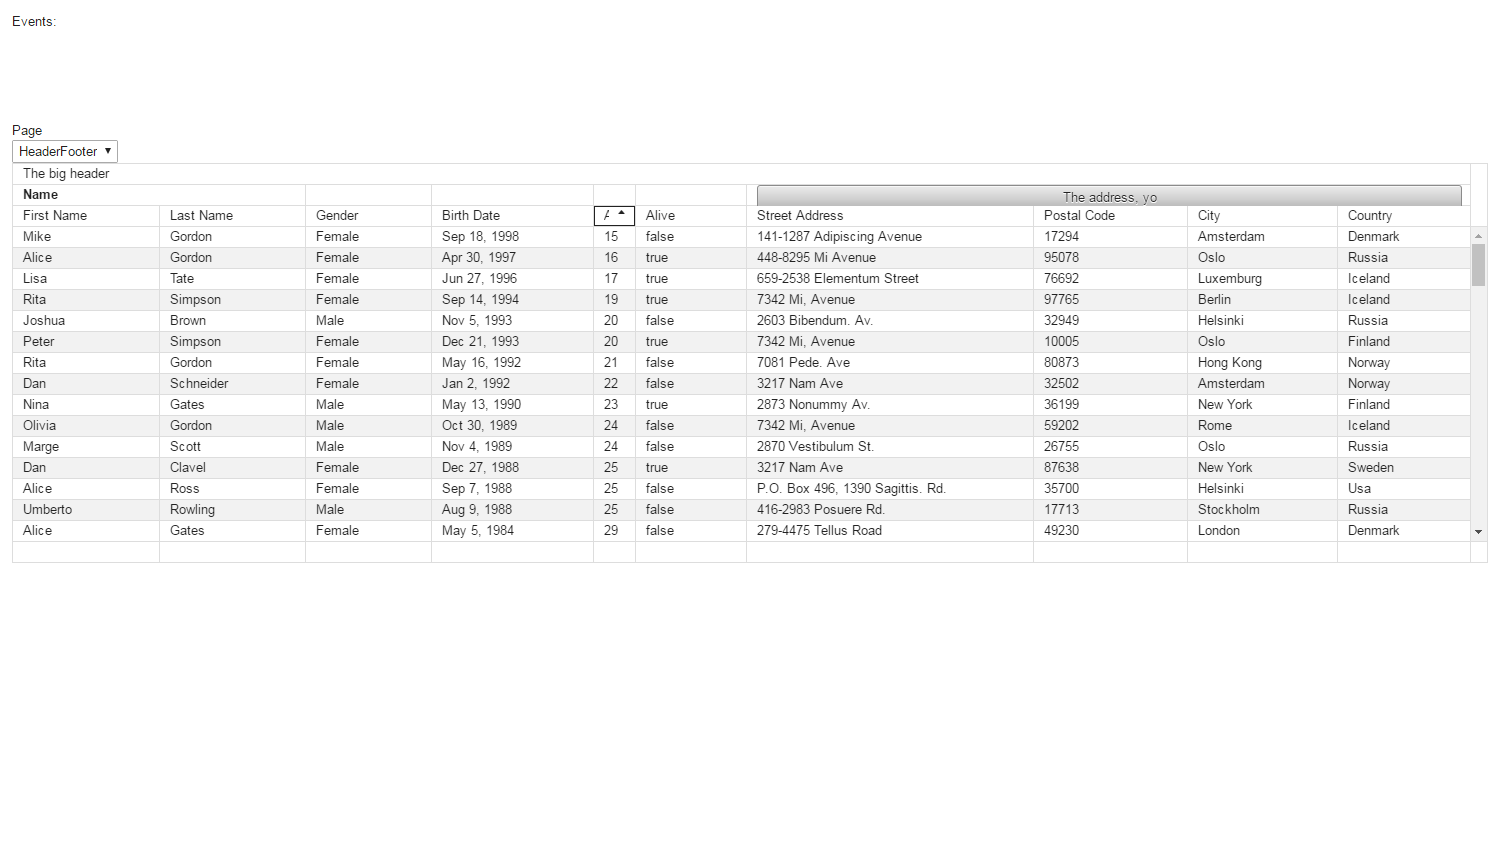 Events:
Page
HeaderFooter
The big header
Name The address, yo
First Name Last Name Gender Birth Date Alive Street Address Postal Code City Country
Mike Gordon Female Sep 18, 1998 15 false 141-1287 Adipiscing Avenue 17294 Amsterdam Denmark
Alice Gordon Female Apr 30, 1997 16 true 448-8295 Mi Avenue 95078 Oslo Russia
Lisa Tate Female Jun 27, 1996 17 true 659-2538 Elementum Street 76692 Luxemburg Iceland
Rita Simpson Female Sep 14, 1994 19 true 7342 Mi, Avenue 97765 Berlin Iceland
Joshua Brown Male Nov 5, 1993 20 false 2603 Bibendum. Av. 32949 Helsinki Russia
Peter Simpson Female Dec 21, 1993 20 true 7342 Mi, Avenue 10005 Oslo Finland
Rita Gordon Female May 16, 1992 21 false 7081 Pede. Ave 80873 Hong Kong Norway
Dan Schneider Female Jan 2, 1992 22 false 3217 Nam Ave 32502 Amsterdam Norway
Nina Gates Male May 13, 1990 23 true 2873 Nonummy Av. 36199 New York Finland
Olivia Gordon Male Oct 30, 1989 24 false 7342 Mi, Avenue 59202 Rome Iceland
Marge Scott Male Nov 4, 1989 24 false 2870 Vestibulum St. 26755 Oslo Russia
Dan Clavel Female Dec 27, 1988 25 true 3217 Nam Ave 87638 New York Sweden
Alice Ross Female Sep 7, 1988 25 false P.O. Box 496, 1390 Sagittis. Rd. 35700 Helsinki Usa
Umberto Rowling Male Aug 9, 1988 25 false 416-2983 Posuere Rd. 17713 Stockholm Russia
Alice Gates Female May 5, 1984 29 false 279-4475 Tellus Road 49230 London Denmark